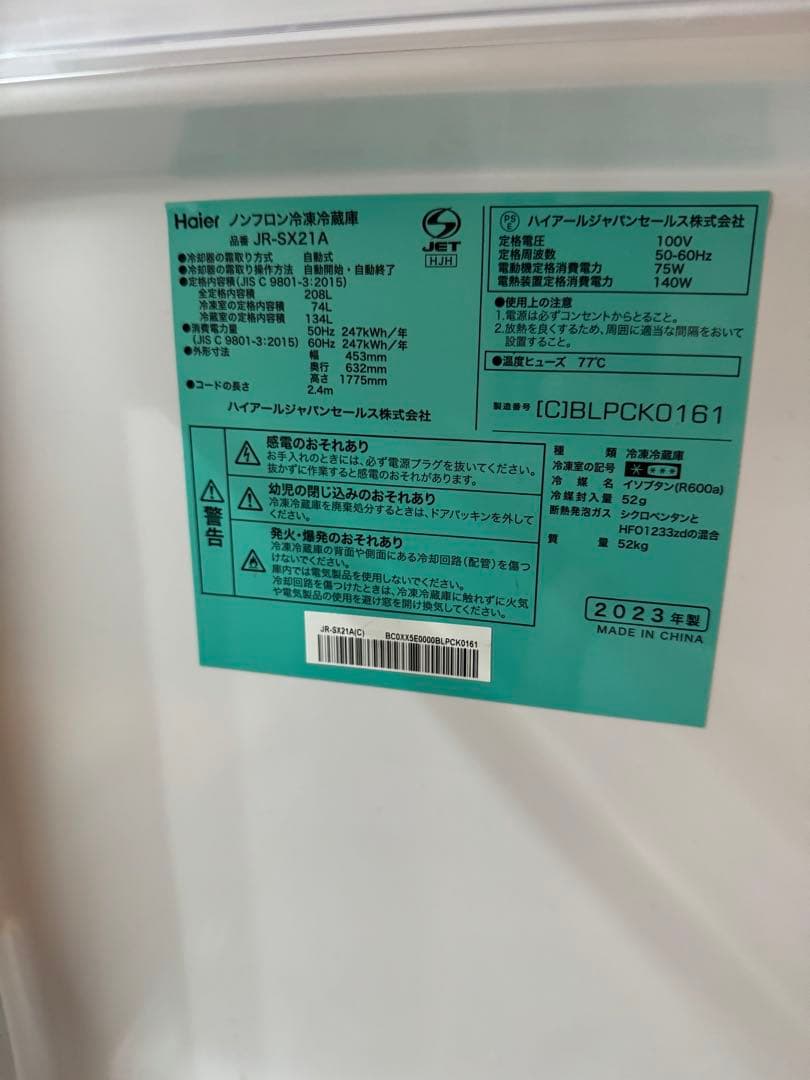 Haier ノンフロン冷凍冷蔵庫
品番 JR-SX21A
JET
HJH
●冷却器の霜取り方式 自動式
●冷却器の霜取り操作方法 自動開始・自動終了
●定格内容積(JIS C 9801-3:2015)
全定格内容積 208L
冷凍室の定格内容積 74L
冷蔵室の定格内容積 134L
●消費電力量 50Hz 247kWh/年
(JIS C 9801-3:2015) 60Hz 247kWh/年
●外形寸法 幅 453mm
奥行 632mm
高さ 1775mm
●コードの長さ 2.4m
ハイアールジャパンセールス株式会社
PSE ハイアールジャパンセールス株式会社
定格電圧 100V
定格周波数 50-60Hz
電動機定格消費電力 75W
電熱装置定格消費電力 140W
●使用上の注意
1.電源は必ずコンセントからとること。
2.放熱を良くするため、周囲に適当な間隔をおいて
設置すること。
●温度ヒューズ 77℃
製造番号 [C]BLPCK0161
警告
感電のおそれあり
お手入れのときには、必ず電源プラグを抜いてください。
抜かずに作業すると感電のおそれがあります。
幼児の閉じ込めのおそれあり
冷凍冷蔵庫を廃棄処分するときは、ドアパッキンを外して
ください。
発火・爆発のおそれあり
冷凍冷蔵庫の背面や側面にある冷却回路(配管)を傷つ
けないでください。
庫内では電気製品を使用しないでください。
冷却回路を傷つけたときは、冷凍冷蔵庫に触れずに火気
や電気製品の使用を避け窓を開け換気してください。
種類 冷凍冷蔵庫
冷凍室の記号
冷媒名 イソブタン(R600a)
冷媒封入量 52g
断熱発泡ガス シクロペンタンと
HFO1233zdの混合
質量 52kg
2023年製
MADE IN CHINA
JR-SX21A(C) BC0XX5E0000BLPCK0161